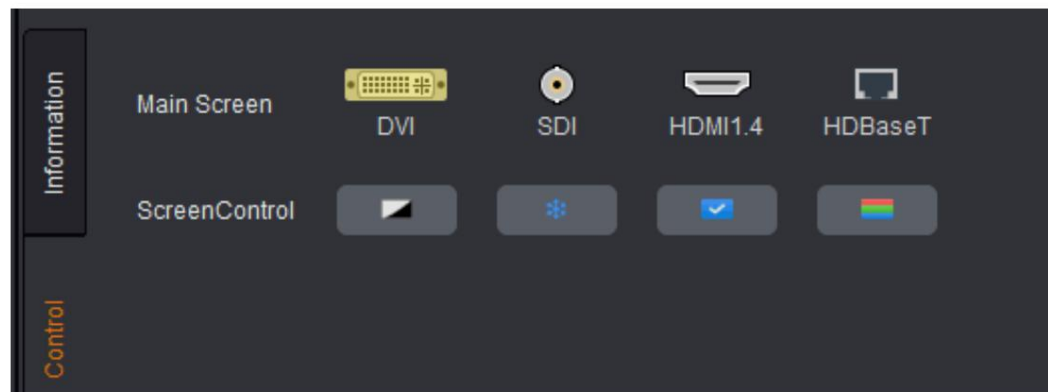 Information
Main Screen
DVI
SDI
HDMI1.4
HDBaseT
ScreenControl
Control